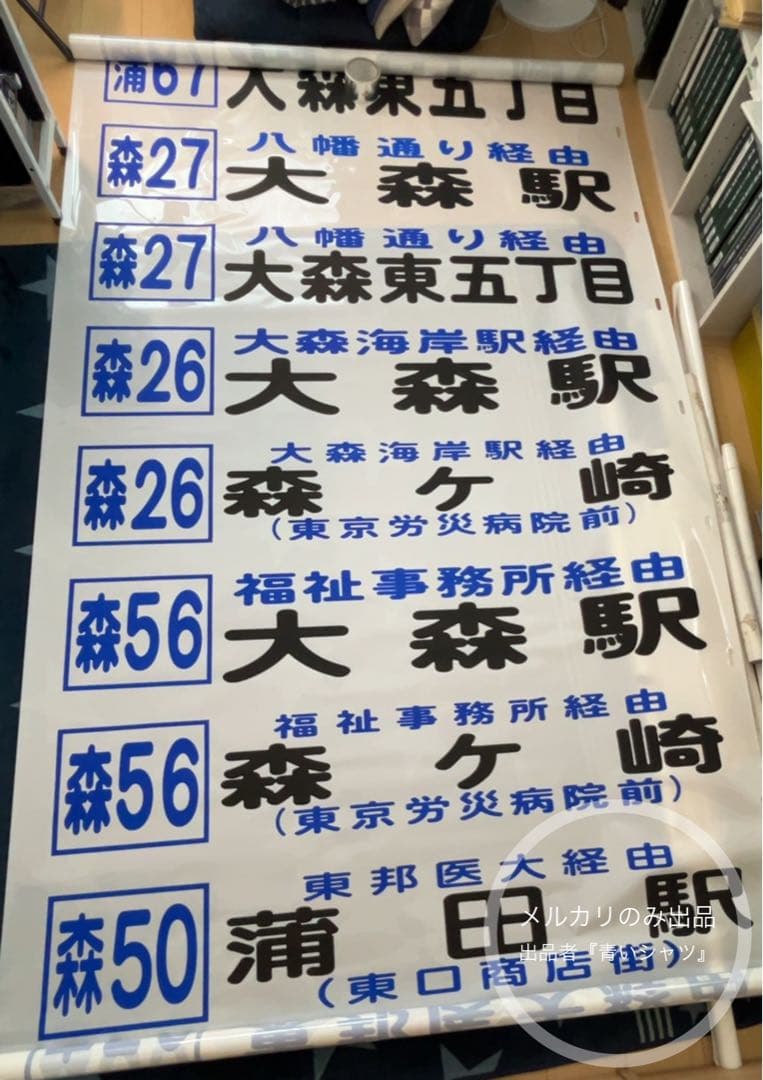 蒲67 大森東五丁目
八幡通り経由
森27 大森駅
八幡通り経由
森27 大森東五丁目
大森海岸駅経由
森26 大森駅
大森海岸駅経由
森26 森ケ崎
(東京労災病院前)
福祉事務所経由
森56 大森駅
福祉事務所経由
森56 森ケ崎
(東京労災病院前)
東邦医大経由
森50 蒲田駅
(東口商店街)
メルカリのみ出品
出品者『青いシャツ』